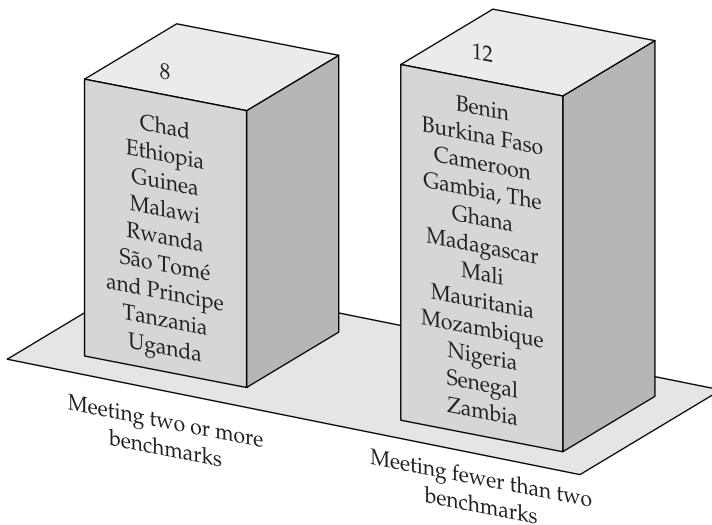 8
Chad
Ethiopia
Guinea
Malawi
Rwanda
São Tomé
and Principe
Tanzania
Uganda
Meeting two or more
benchmarks
12
Benin
Burkina Faso
Cameroon
Gambia, The
Ghana
Madagascar
Mali
Mauritania
Mozambique
Nigeria
Senegal
Zambia
Meeting fewer than two
benchmarks